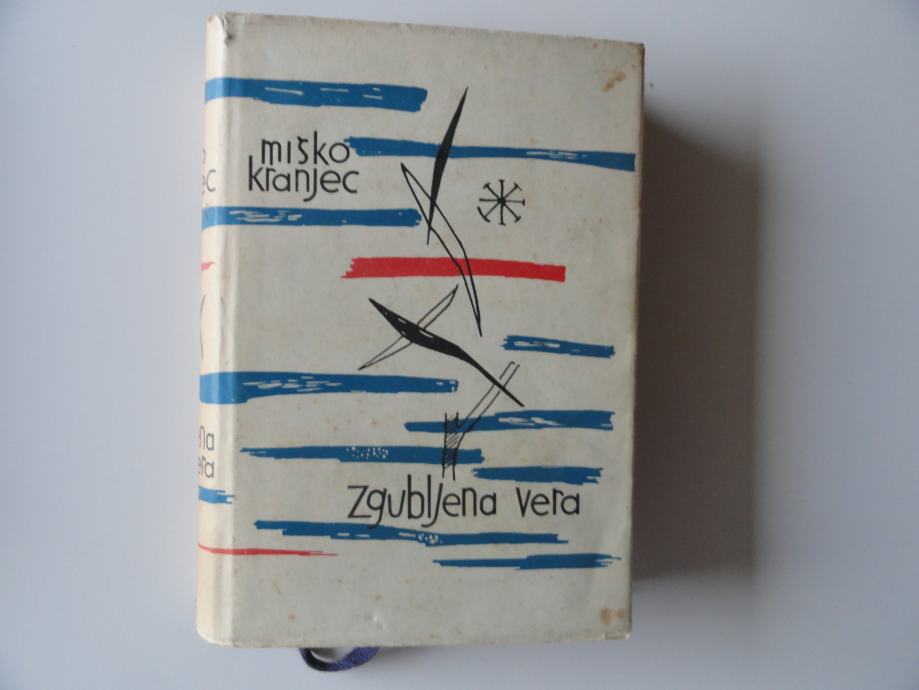 miško
kranjec
zgubljena vera